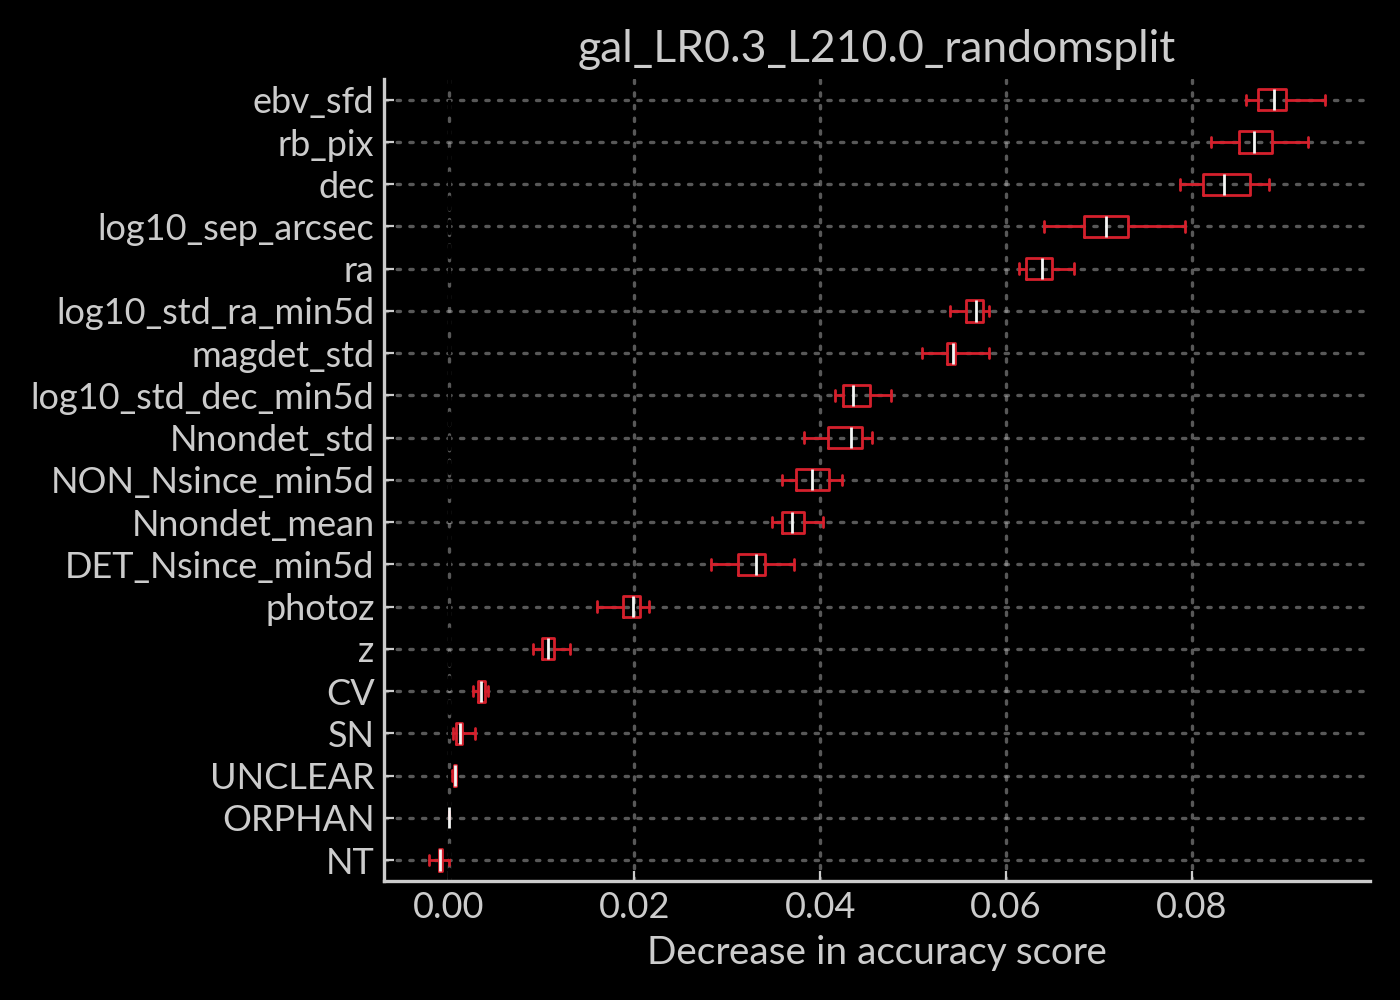 gal_LR0.3_L210.0_randomsplit
ebv_sfd
rb_pix
dec
log10_sep_arcsec
ra
log10_std_ra_min5d
magdet_std
log10_std_dec_min5d
Nnondet_std
NON_Nsince_min5d
Nnondet_mean
DET_Nsince_min5d
photoz
z
CV
SN
UNCLEAR
ORPHAN
NT
0.00 0.02 0.04 0.06 0.08
Decrease in accuracy score